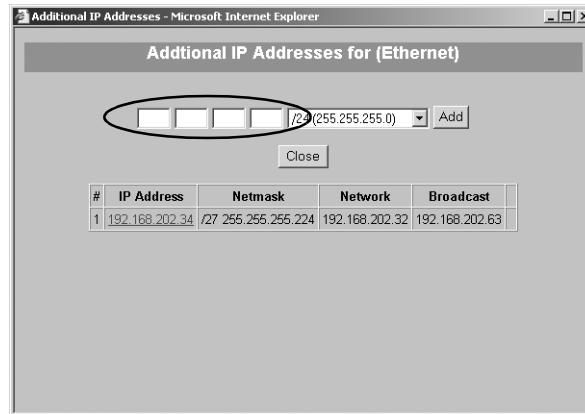 Additional IP Addresses - Microsoft Internet Explorer
Addtional IP Addresses for (Ethernet)
/24 (255.255.255.0) Add
Close
# IP Address Netmask Network Broadcast
1 192.168.202.34 /27 255.255.255.224 192.168.202.32 192.168.202.63